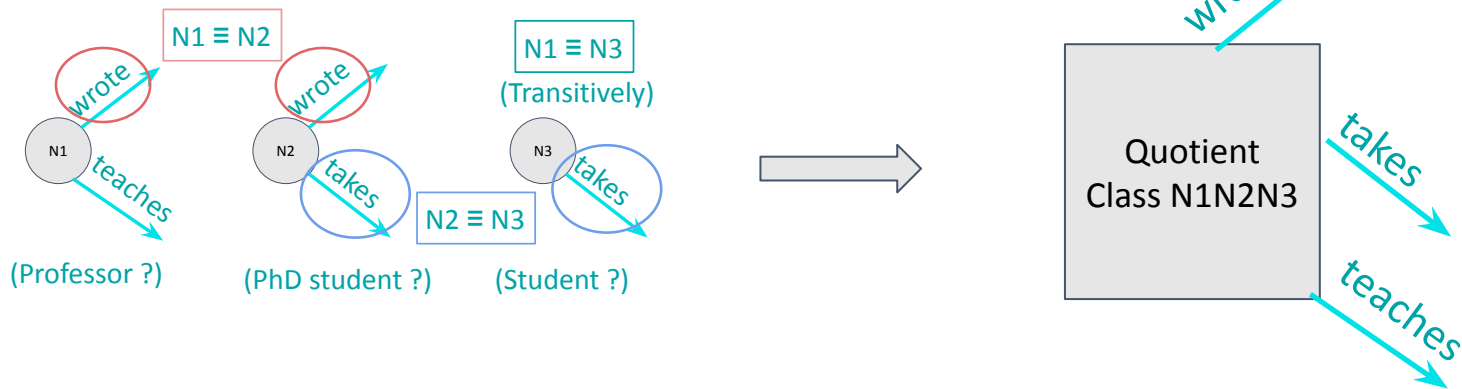 N1 ≡ N2
wrote
N1
teaches
(Professor ?)
wrote
N2
takes
(PhD student ?)
N2 ≡ N3
N1 ≡ N3
(Transitively)
N3
takes
(Student ?)
Quotient
Class N1N2N3
takes
teaches